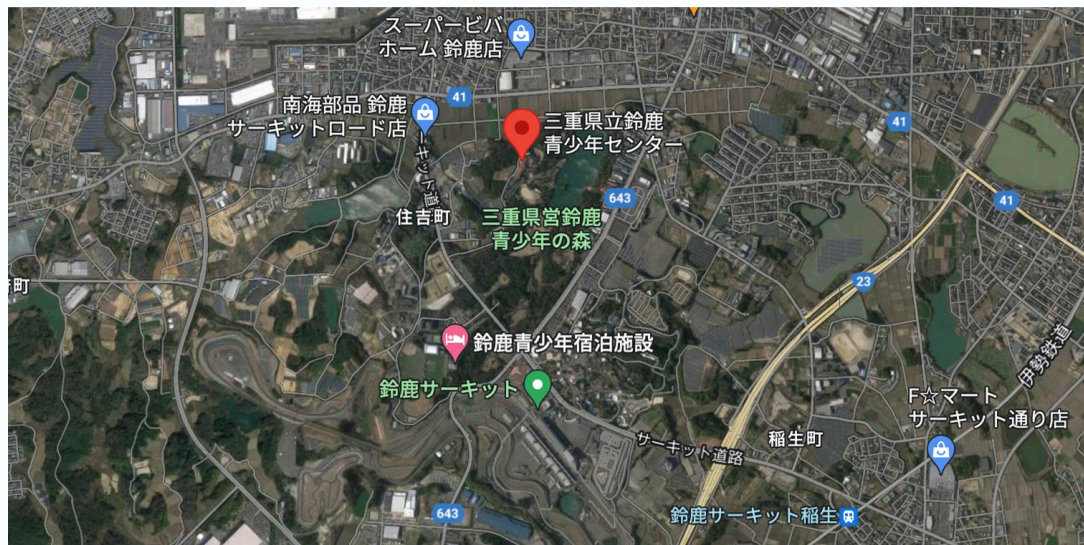 スーパービバ
ホーム 鈴鹿店
41
南海部品 鈴鹿
サーキットロード店
三重県立鈴鹿
青少年センター
41
キット道
643
41
住吉町
三重県営鈴鹿
青少年の森
23
町
鈴鹿青少年宿泊施設
伊勢鉄道
鈴鹿サーキット
F☆マート
サーキット通り店
サーキット道路
稲生町
643
鈴鹿サーキット稲生